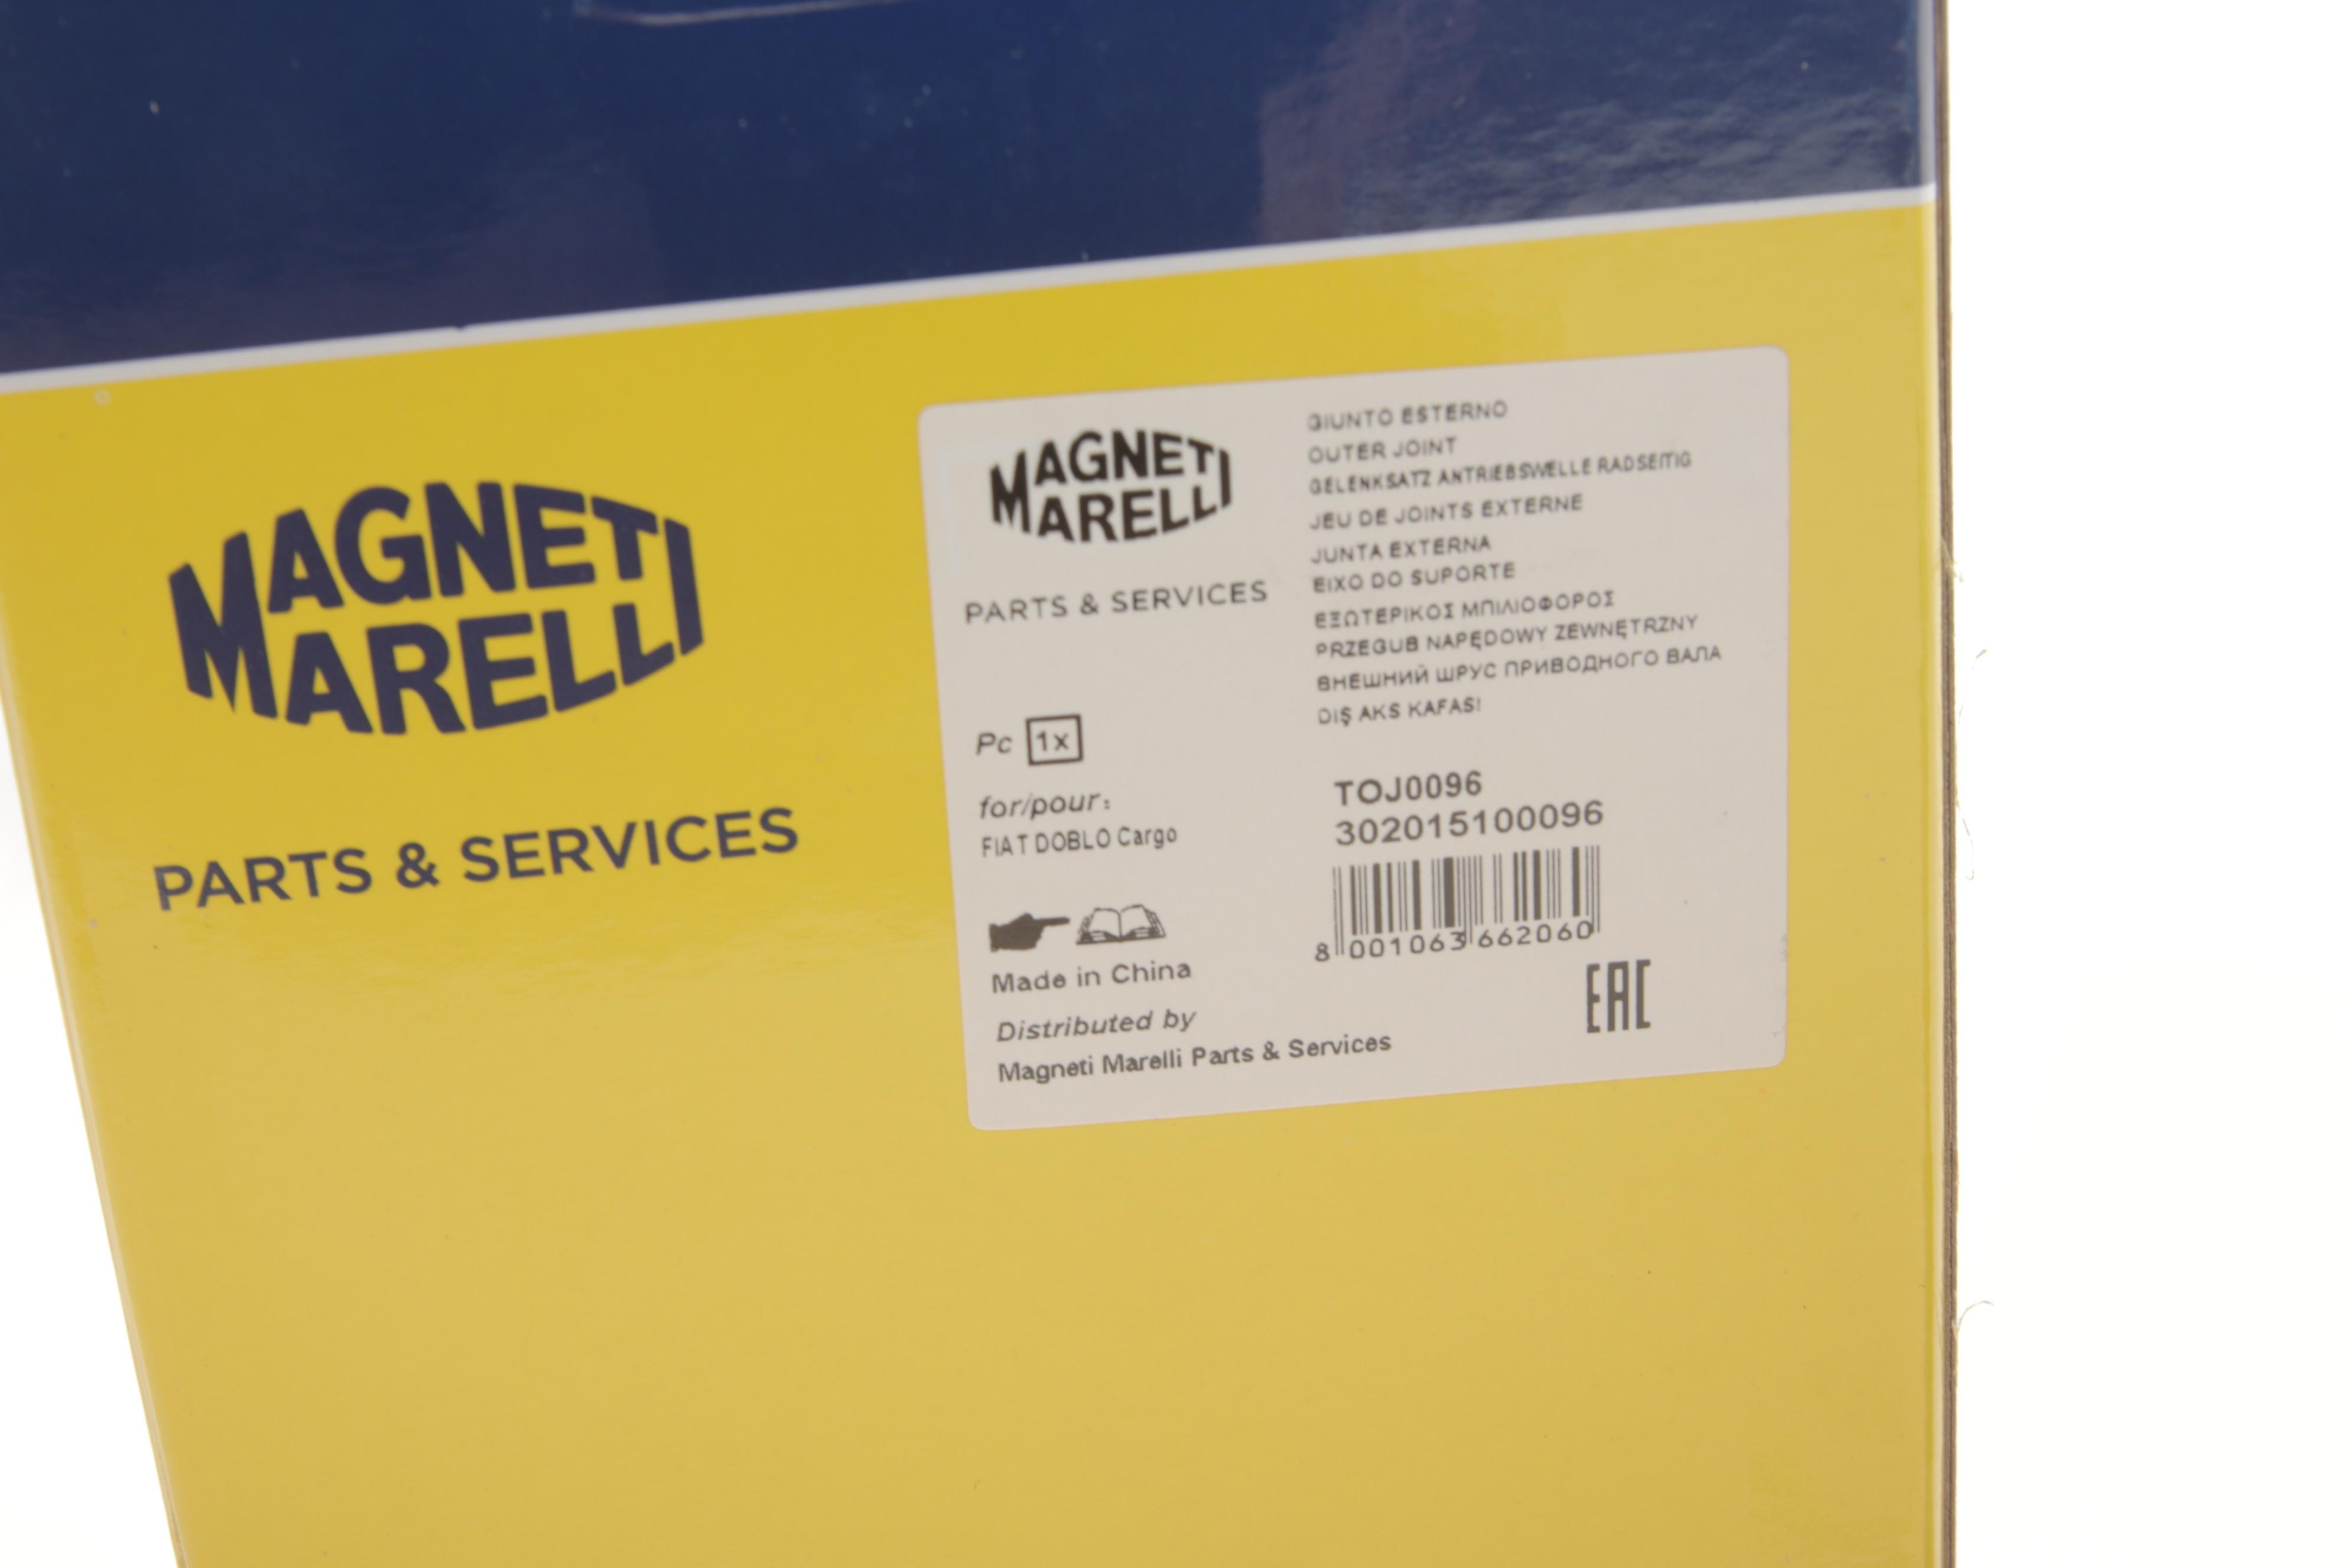 MAGNETI
MARELLI
PARTS & SERVICES
MAGNETI
MARELLI
PARTS & SERVICES
Pc 1x
for/pour:
FIAT DOBLO Cargo
Made in China
Distributed by
Magneti Marelli Parts & Services
GIUNTO ESTERNO
OUTER JOINT
GELENKSATZ ANTRIEBSWELLE RADSEITIG
JEU DE JOINTS EXTERNE
JUNTA EXTERNA
EIXO DO SUPORTE
ΕΞΩΤΕΡΙΚΟΣ ΜΠΙΛΙΟΦΟΡΟΣ
PRZEGUB NAPĘDOWY ZEWNĘTRZNY
ВНЕШНИЙ ШРУС ПРИВОДНОГО ВАЛА
DIŞ AKS KAFASI
TOJ0096
302015100096
8 001063 662060
EAC